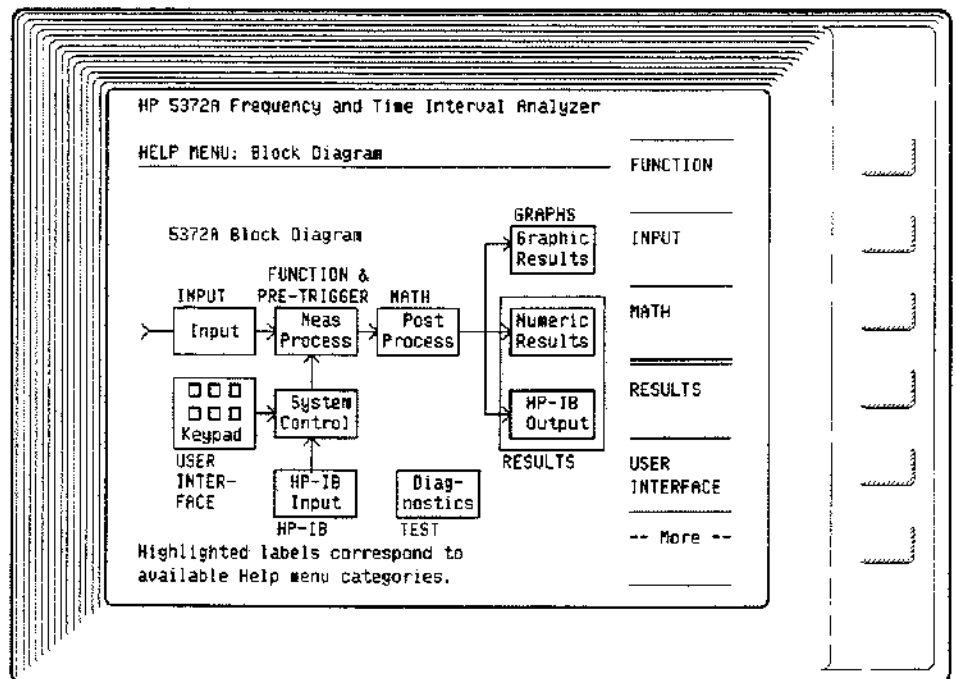 HP 5372A Frequency and Time Interval Analyzer
HELP MENU: Block Diagram
5372A Block Diagram
GRAPHS
Graphic
Results
INPUT
Input
FUNCTION &
PRE-TRIGGER
Meas
Process
MATH
Post
Process
Numeric
Results
Keypad
USER
INTER-
FACE
System
Control
HP-IB
Output
RESULTS
HP-IB
Input
HP-IB
Diag-
nostics
TEST
Highlighted labels correspond to
available Help menu categories.
FUNCTION
INPUT
MATH
RESULTS
USER
INTERFACE
-- More --